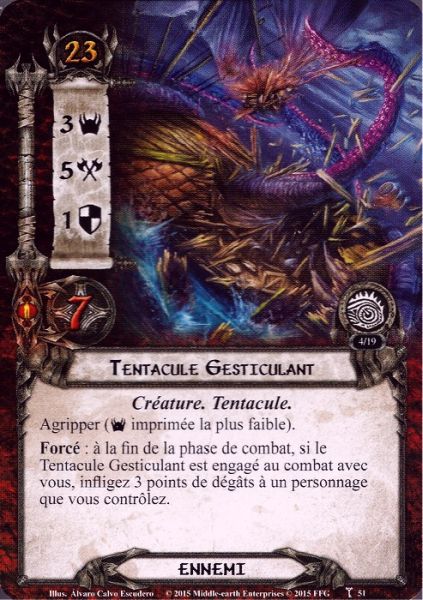 23
3
5
1
7
4/19
Tentacule Gesticulant
Créature. Tentacule.
Agripper ( imprimée la plus faible).
Forcé : à la fin de la phase de combat, si le
Tentacule Gesticulant est engagé au combat avec
vous, infligez 3 points de dégâts à un personnage
que vous contrôlez.
ENNEMI
Illus. Álvaro Calvo Escudero © 2015 Middle-earth Enterprises © 2015 FFG 51